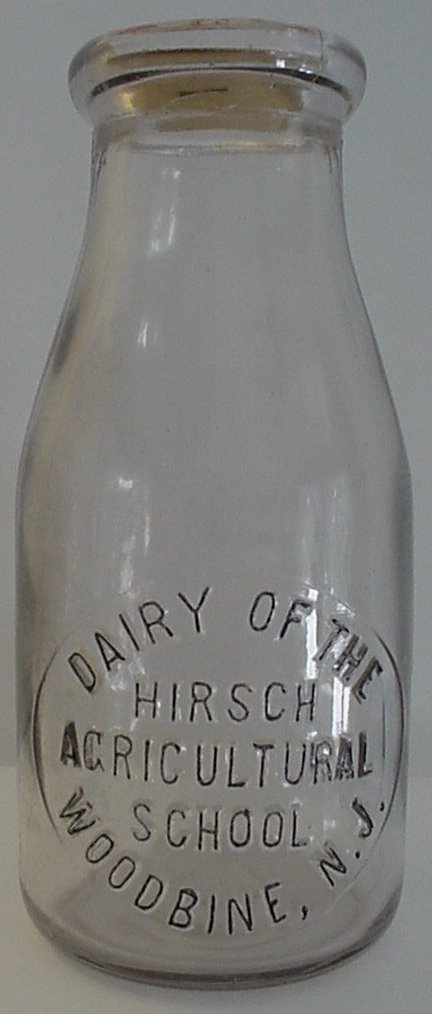 DAIRY OF THE
HIRSCH
AGRICULTURAL
SCHOOL
WOODBINE, N.J.